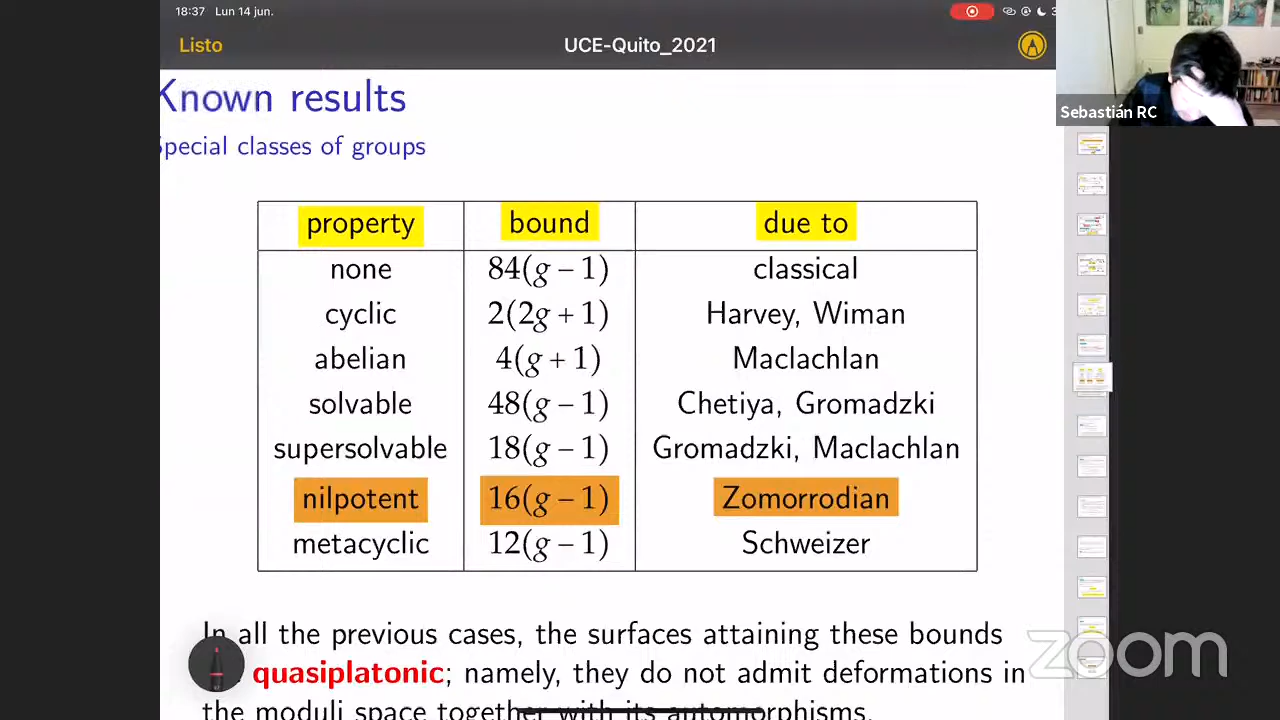 18:37 Lun 14 jun.
Listo
UCE-Quito_2021
Known results
Special classes of groups
Sebastián RC
property bound due to
none 84(g − 1) classical
cyclic 2(2g + 1) Harvey, Wiman
abelian 4(g + 1) Maclachlan
solvable 48(g − 1) Chetiya, Gromadzki
supersolvable 18(g − 1) Gromadzki, Maclachlan
nilpotent 16(g − 1) Zomorrodian
metacyclic 12(g − 1) Schweizer
In all the previous cases, the surfaces attaining these bounds
quasiplatonic; namely, they do not admit deformations in
the moduli space together with its automorphisms.
zoom